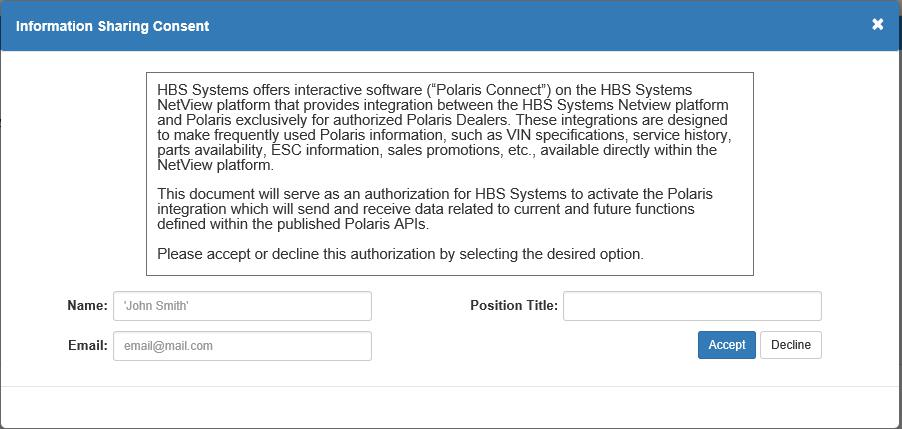 Information Sharing Consent
HBS Systems offers interactive software (“Polaris Connect”) on the HBS Systems
NetView platform that provides integration between the HBS Systems Netview platform
and Polaris exclusively for authorized Polaris Dealers. These integrations are designed
to make frequently used Polaris information, such as VIN specifications, service history,
parts availability, ESC information, sales promotions, etc., available directly within the
NetView platform.
This document will serve as an authorization for HBS Systems to activate the Polaris
integration which will send and receive data related to current and future functions
defined within the published Polaris APIs.
Please accept or decline this authorization by selecting the desired option.
Name: 'John Smith' Position Title:
Email: email@mail.com Accept Decline